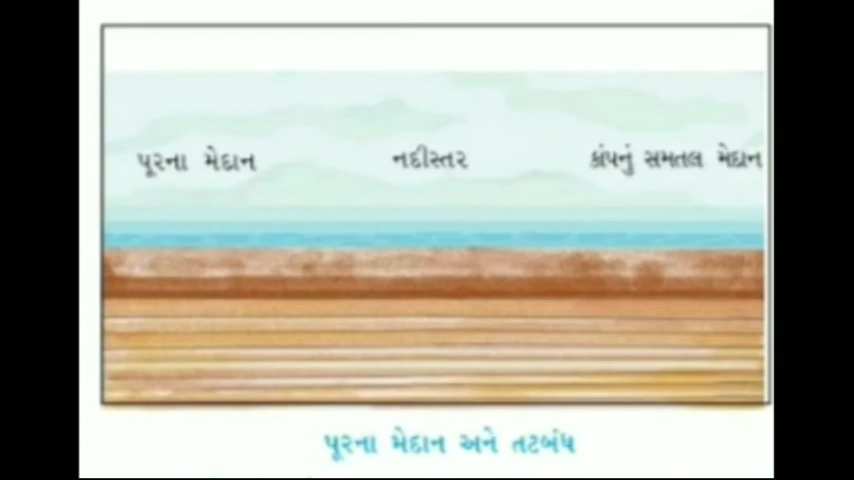 પૂરના મેદાન નદીસ્તર કાંપનું સમતલ મેદાન
પૂરના મેદાન અને તટબંધ